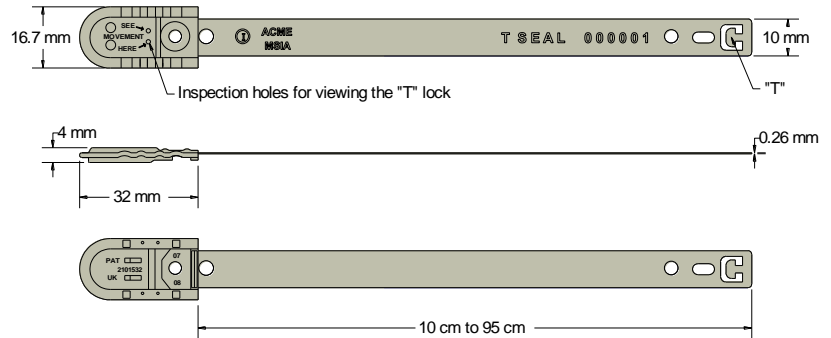 16.7 mm
SEE
MOVEMENT
HERE
I ACME
MSIA
T SEAL 000001
10 mm
Inspection holes for viewing the "T" lock
"T"
4 mm
0.26 mm
32 mm
PAT
2101532
UK
07
08
10 cm to 95 cm